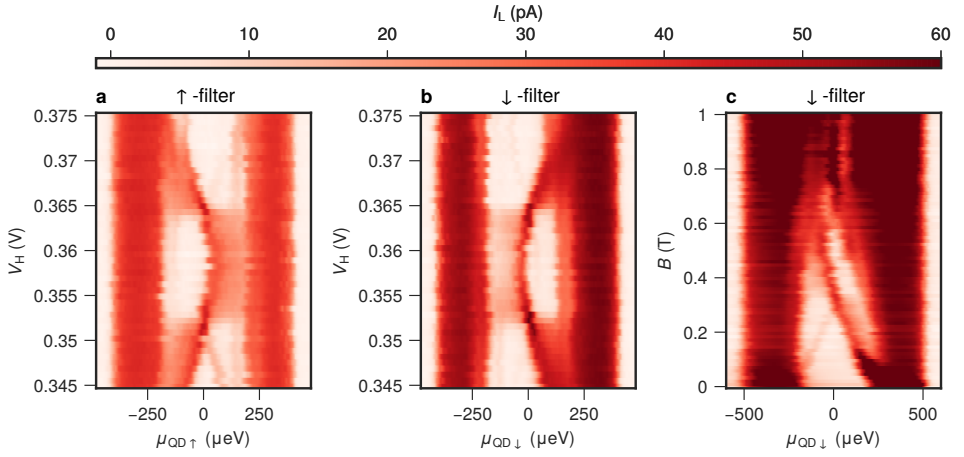 I_L (pA)
0 10 20 30 40 50 60
a ↑ -filter
b ↓ -filter
c ↓ -filter
V_H (V)
0.375
0.37
0.365
0.36
0.355
0.35
0.345
−250 0 250
μ_QD↑ (μeV)
V_H (V)
0.375
0.37
0.365
0.36
0.355
0.35
0.345
−250 0 250
μ_QD↓ (μeV)
B (T)
1
0.8
0.6
0.4
0.2
0
−500 0 500
μ_QD↓ (μeV)